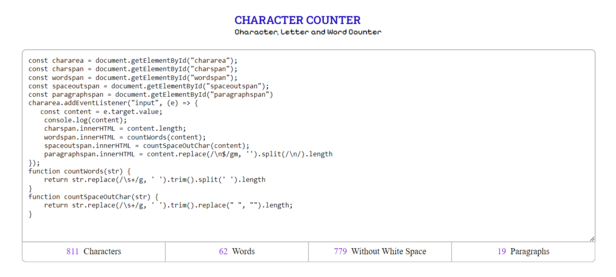 CHARACTER COUNTER
Character, Letter and Word Counter
const chararea = document.getElementById("chararea");
const charspan = document.getElementById("charspan");
const wordspan = document.getElementById("wordspan");
const spaceoutspan = document.getElementById("spaceoutspan");
const paragraphspan = document.getElementById("paragraphspan")
chararea.addEventListener("input", (e) => {
   const content = e.target.value;
    console.log(content);
    charspan.innerHTML = content.length;
    wordspan.innerHTML = countWords(content);
    spaceoutspan.innerHTML = countSpaceOutChar(content);
    paragraphspan.innerHTML = content.replace(/\n$/gm, '').split(/\n/).length
});
function countWords(str) {
    return str.replace(/\s+/g, ' ').trim().split(' ').length
}
function countSpaceOutChar(str) {
    return str.replace(/\s+/g, ' ').trim().replace(" ", "").length;
}
811 Characters
62 Words
779 Without White Space
19 Paragraphs